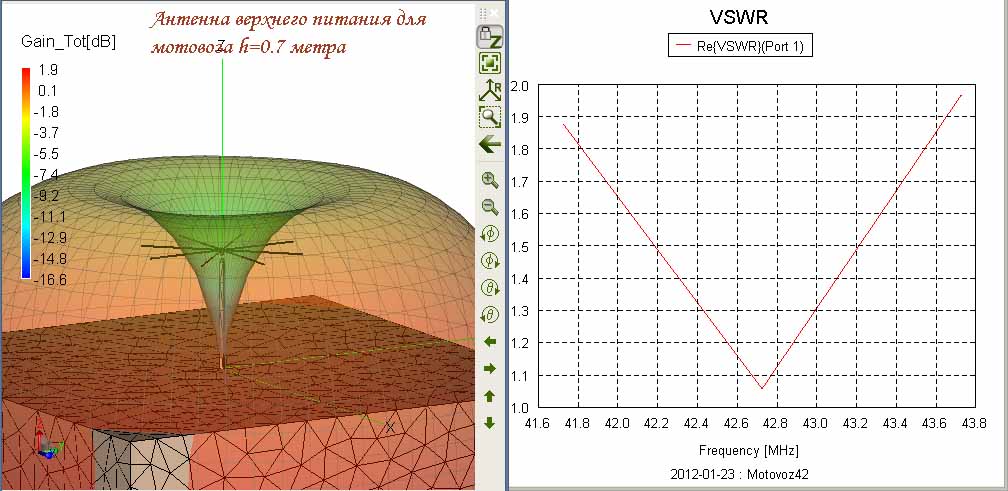 Антенна верхнего питания для
мотовоза h=0.7 метра
Gain_Tot[dB]
1.9
0.1
-1.8
-3.7
-5.5
-7.4
-9.2
-11.1
-12.9
-14.8
-16.6
Z
X
Z
R
VSWR
Re{VSWR}(Port 1)
2.0
1.9
1.8
1.7
1.6
1.5
1.4
1.3
1.2
1.1
1.0
41.6 41.8 42.0 42.2 42.4 42.6 42.8 43.0 43.2 43.4 43.6 43.8
Frequency [MHz]
2012-01-23 : Motovoz42